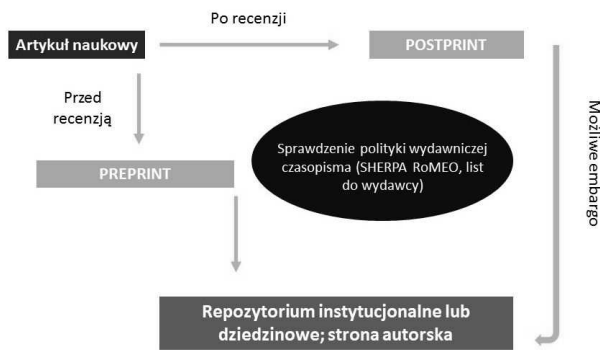 Po recenzji
Artykuł naukowy
POSTPRINT
Przed
recenzją
Możliwe embargo
Sprawdzenie polityki wydawniczej
czasopisma (SHERPA RoMEO, list
do wydawcy)
PREPRINT
Repozytorium instytucjonalne lub
dziedzinowe; strona autorska